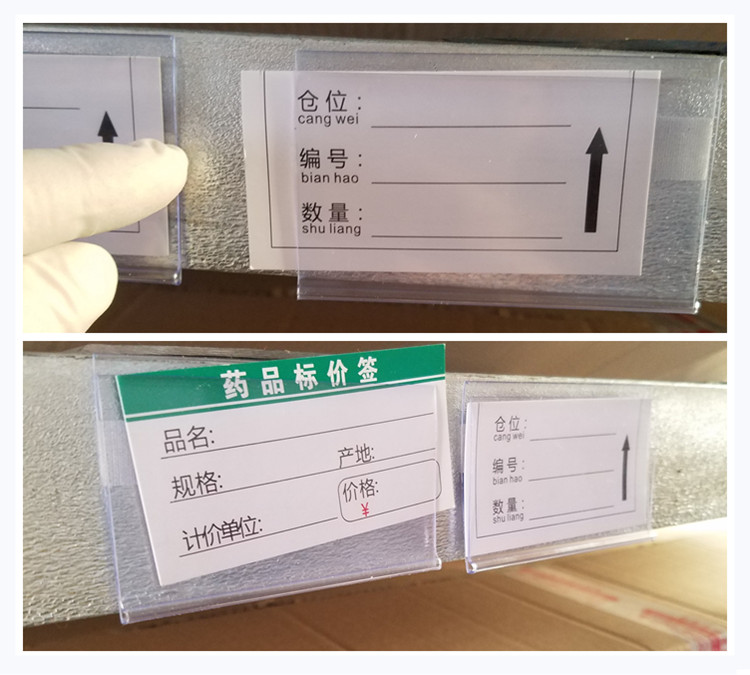 仓位:
cang wei
编号:
bian hao
数量:
shu liang
药品标价签
品名:
产地:
规格:
价格:
¥
计价单位:
仓位:
cang wei
编号:
bian hao
数量:
shu liang